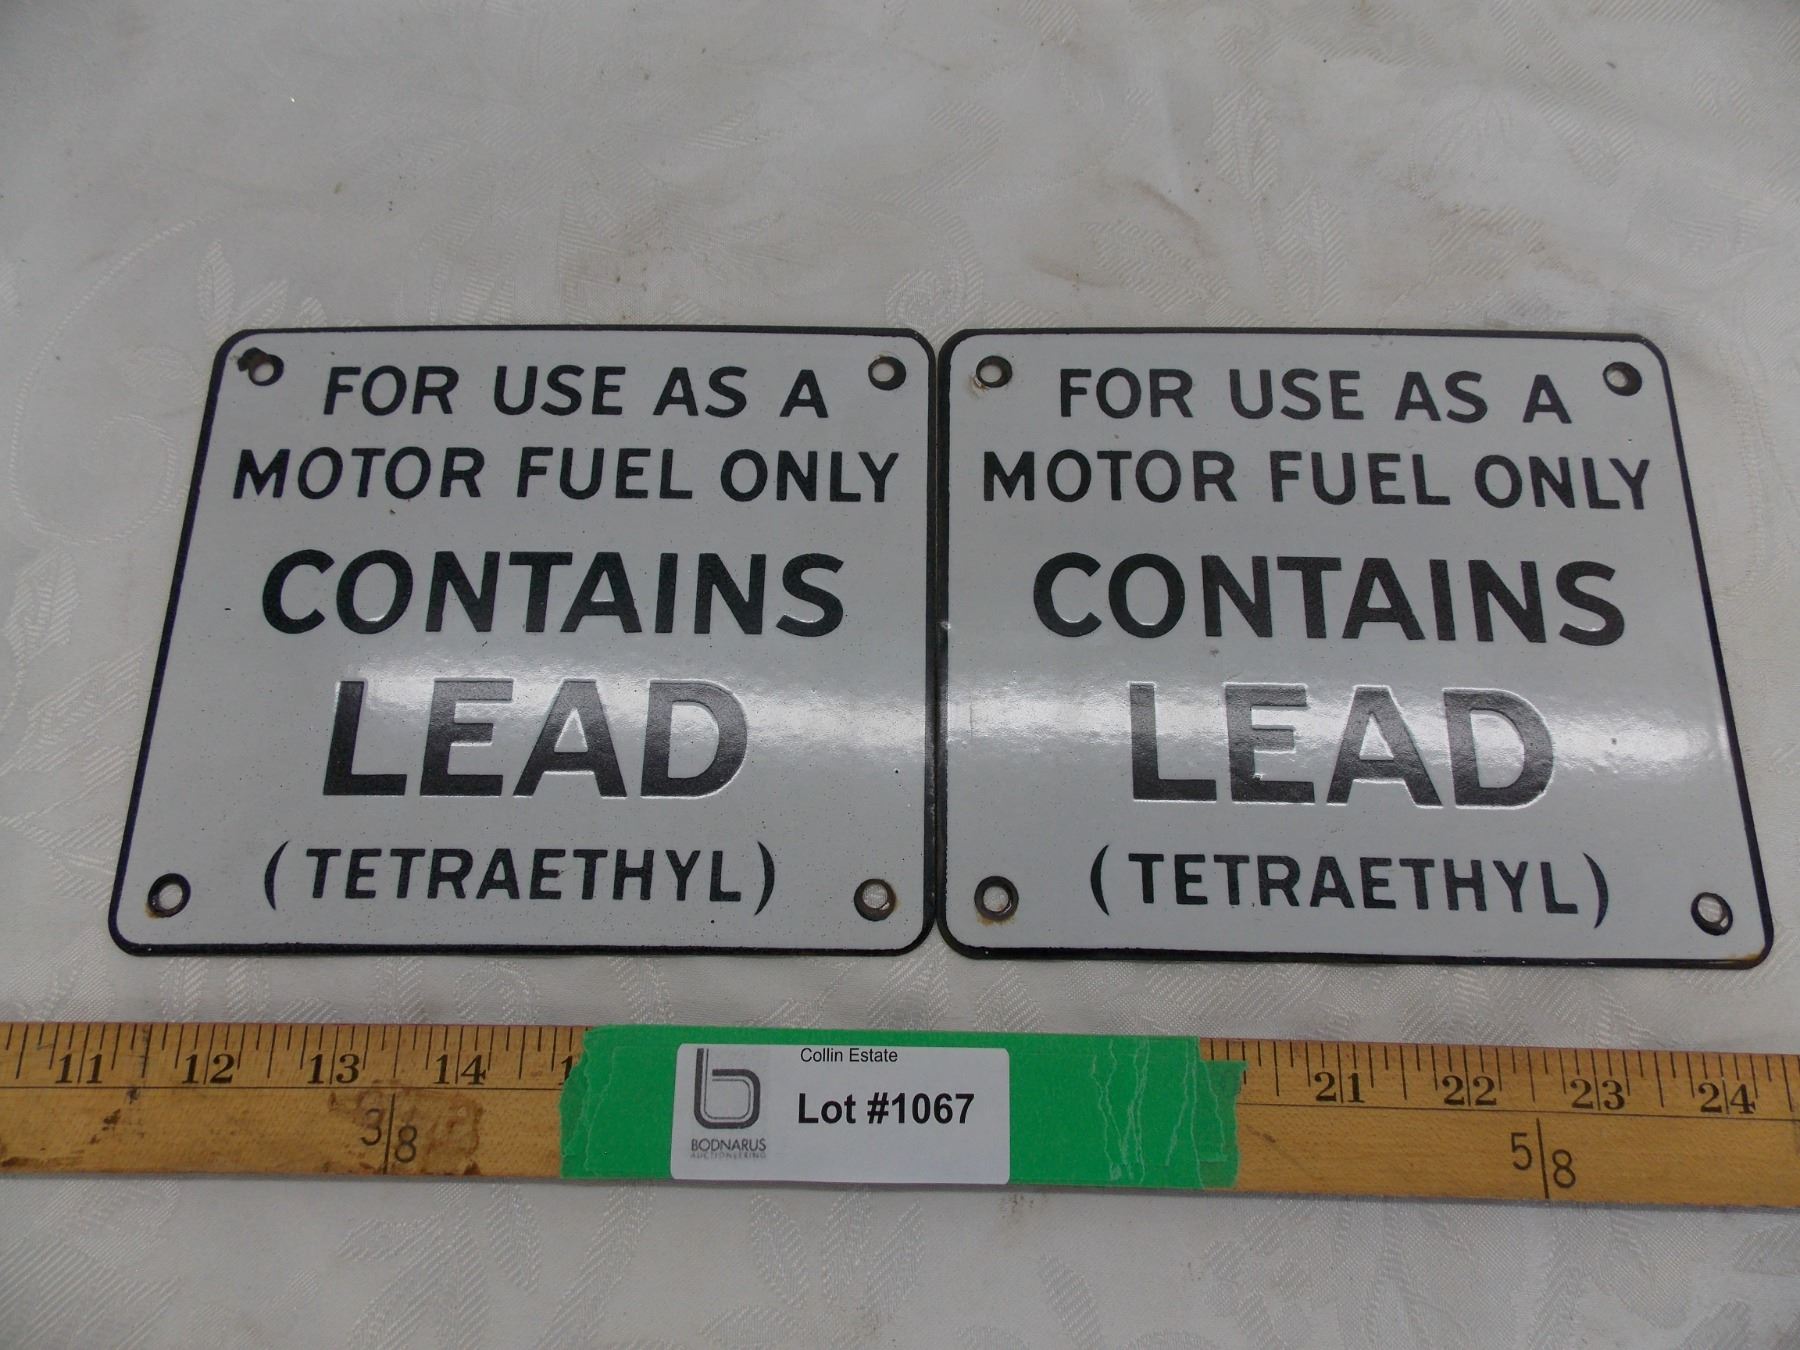 FOR USE AS A
MOTOR FUEL ONLY
CONTAINS
LEAD
(TETRAETHYL)
FOR USE AS A
MOTOR FUEL ONLY
CONTAINS
LEAD
(TETRAETHYL)
11 12 13 14 21 22 23 24
3/8 5/8
Collin Estate
Lot #1067
BODNARUS
AUCTIONEERING